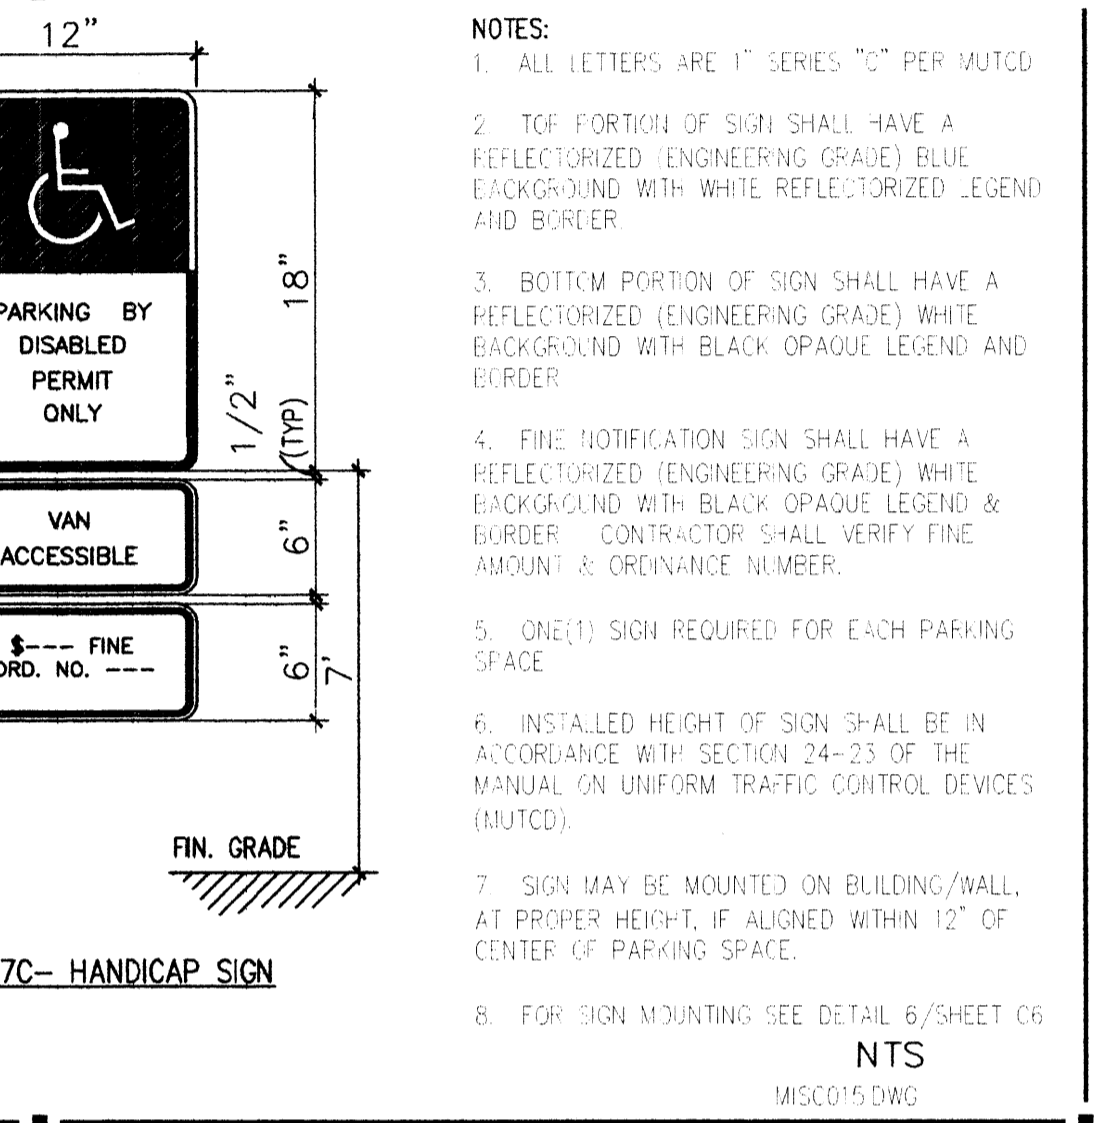 12"
18"
PARKING BY
DISABLED
PERMIT
ONLY
1/2"
(TYP)
VAN
ACCESSIBLE
6"
$--- FINE
ORD. NO. ---
6"
7'
FIN. GRADE
7C– HANDICAP SIGN
NOTES:
1. ALL LETTERS ARE 1" SERIES "C" PER MUTCD
2. TOP PORTION OF SIGN SHALL HAVE A
REFLECTORIZED (ENGINEERING GRADE) BLUE
BACKGROUND WITH WHITE REFLECTORIZED LEGEND
AND BORDER.
3. BOTTOM PORTION OF SIGN SHALL HAVE A
REFLECTORIZED (ENGINEERING GRADE) WHITE
BACKGROUND WITH BLACK OPAQUE LEGEND AND
BORDER
4. FINE NOTIFICATION SIGN SHALL HAVE A
REFLECTORIZED (ENGINEERING GRADE) WHITE
BACKGROUND WITH BLACK OPAQUE LEGEND &
BORDER CONTRACTOR SHALL VERIFY FINE
AMOUNT & ORDINANCE NUMBER.
5. ONE(1) SIGN REQUIRED FOR EACH PARKING
SPACE
6. INSTALLED HEIGHT OF SIGN SHALL BE IN
ACCORDANCE WITH SECTION 24-23 OF THE
MANUAL ON UNIFORM TRAFFIC CONTROL DEVICES
(MUTCD).
7. SIGN MAY BE MOUNTED ON BUILDING/WALL,
AT PROPER HEIGHT, IF ALIGNED WITHIN 12" OF
CENTER OF PARKING SPACE.
8. FOR SIGN MOUNTING SEE DETAIL 6/SHEET C6
NTS
MISC015.DWG